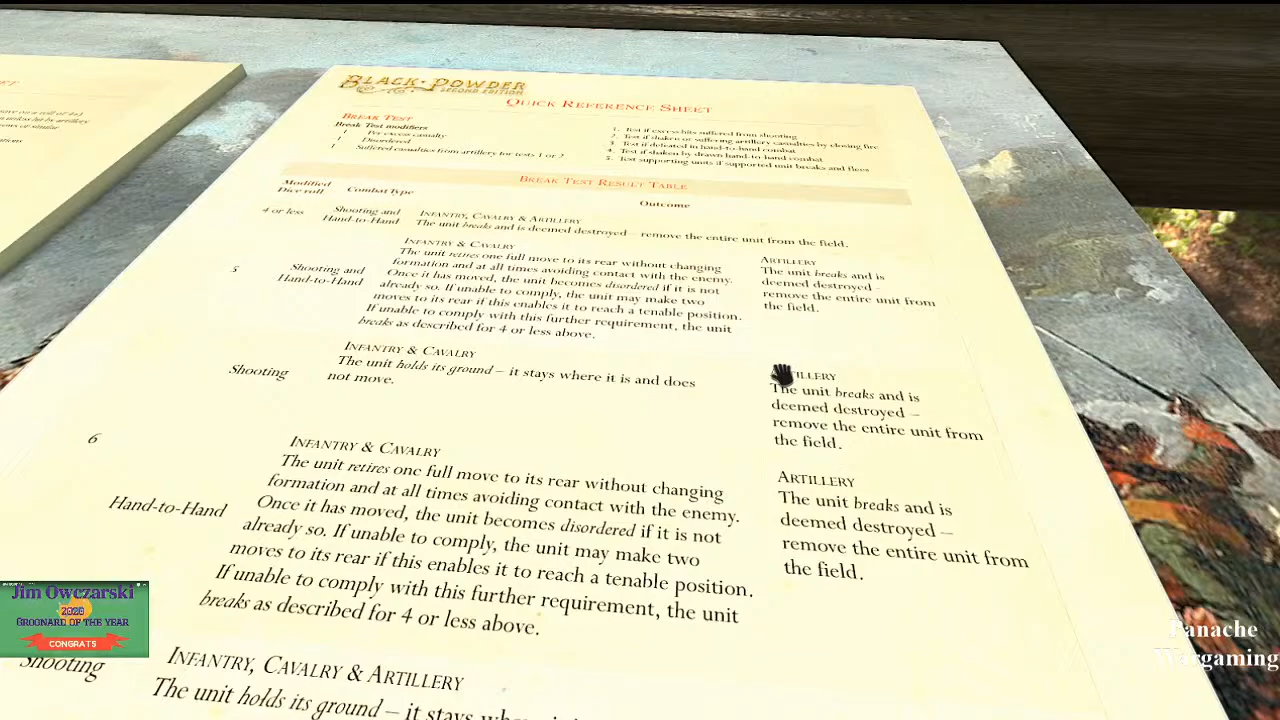 BLACK·POWDER
SECOND EDITION
QUICK REFERENCE SHEET
BREAK TEST
Break Test modifiers
Per excess casualty
Disordered
1 Suffered casualties from artillery for tests 1 or 2
1. Test if excess hits suffered from shooting
2. Test if shaken or suffering artillery casualties by closing fire
3. Test if defeated in hand-to-hand combat
4. Test if shaken by drawn hand-to-hand combat
5. Test supporting units if supported unit breaks and flees
BREAK TEST RESULT TABLE
Modified
Dice roll
Combat Type
Outcome
4 or less
Shooting and
Hand-to-Hand
INFANTRY, CAVALRY & ARTILLERY
The unit breaks and is deemed destroyed – remove the entire unit from the field.
5
Shooting and
Hand-to-Hand
INFANTRY & CAVALRY
The unit retires one full move to its rear without changing
formation and at all times avoiding contact with the enemy.
Once it has moved, the unit becomes disordered if it is not
already so. If unable to comply, the unit may make two
moves to its rear if this enables it to reach a tenable position.
If unable to comply with this further requirement, the unit
breaks as described for 4 or less above.
ARTILLERY
The unit breaks and is
deemed destroyed –
remove the entire unit from
the field.
Shooting
INFANTRY & CAVALRY
The unit holds its ground – it stays where it is and does
not move.
ARTILLERY
The unit breaks and is
deemed destroyed –
remove the entire unit from
the field.
6
Hand-to-Hand
INFANTRY & CAVALRY
The unit retires one full move to its rear without changing
formation and at all times avoiding contact with the enemy.
Once it has moved, the unit becomes disordered if it is not
already so. If unable to comply, the unit may make two
moves to its rear if this enables it to reach a tenable position.
If unable to comply with this further requirement, the unit
breaks as described for 4 or less above.
ARTILLERY
The unit breaks and is
deemed destroyed –
remove the entire unit from
the field.
Shooting
INFANTRY, CAVALRY & ARTILLERY
The unit holds its ground – it stays
Jim Owczarski
2020
GROGNARD OF THE YEAR
CONGRATS
Panache
Wargaming